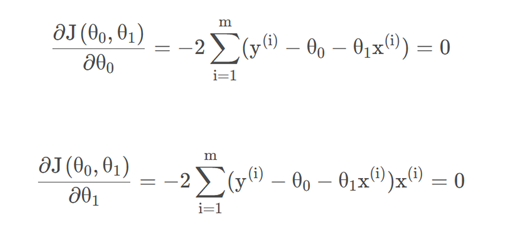 ∂J(θ₀, θ₁)/∂θ₀ = −2 ∑_{i=1}^{m} (y⁽ⁱ⁾ − θ₀ − θ₁x⁽ⁱ⁾) = 0
∂J(θ₀, θ₁)/∂θ₁ = −2 ∑_{i=1}^{m} (y⁽ⁱ⁾ − θ₀ − θ₁x⁽ⁱ⁾)x⁽ⁱ⁾ = 0